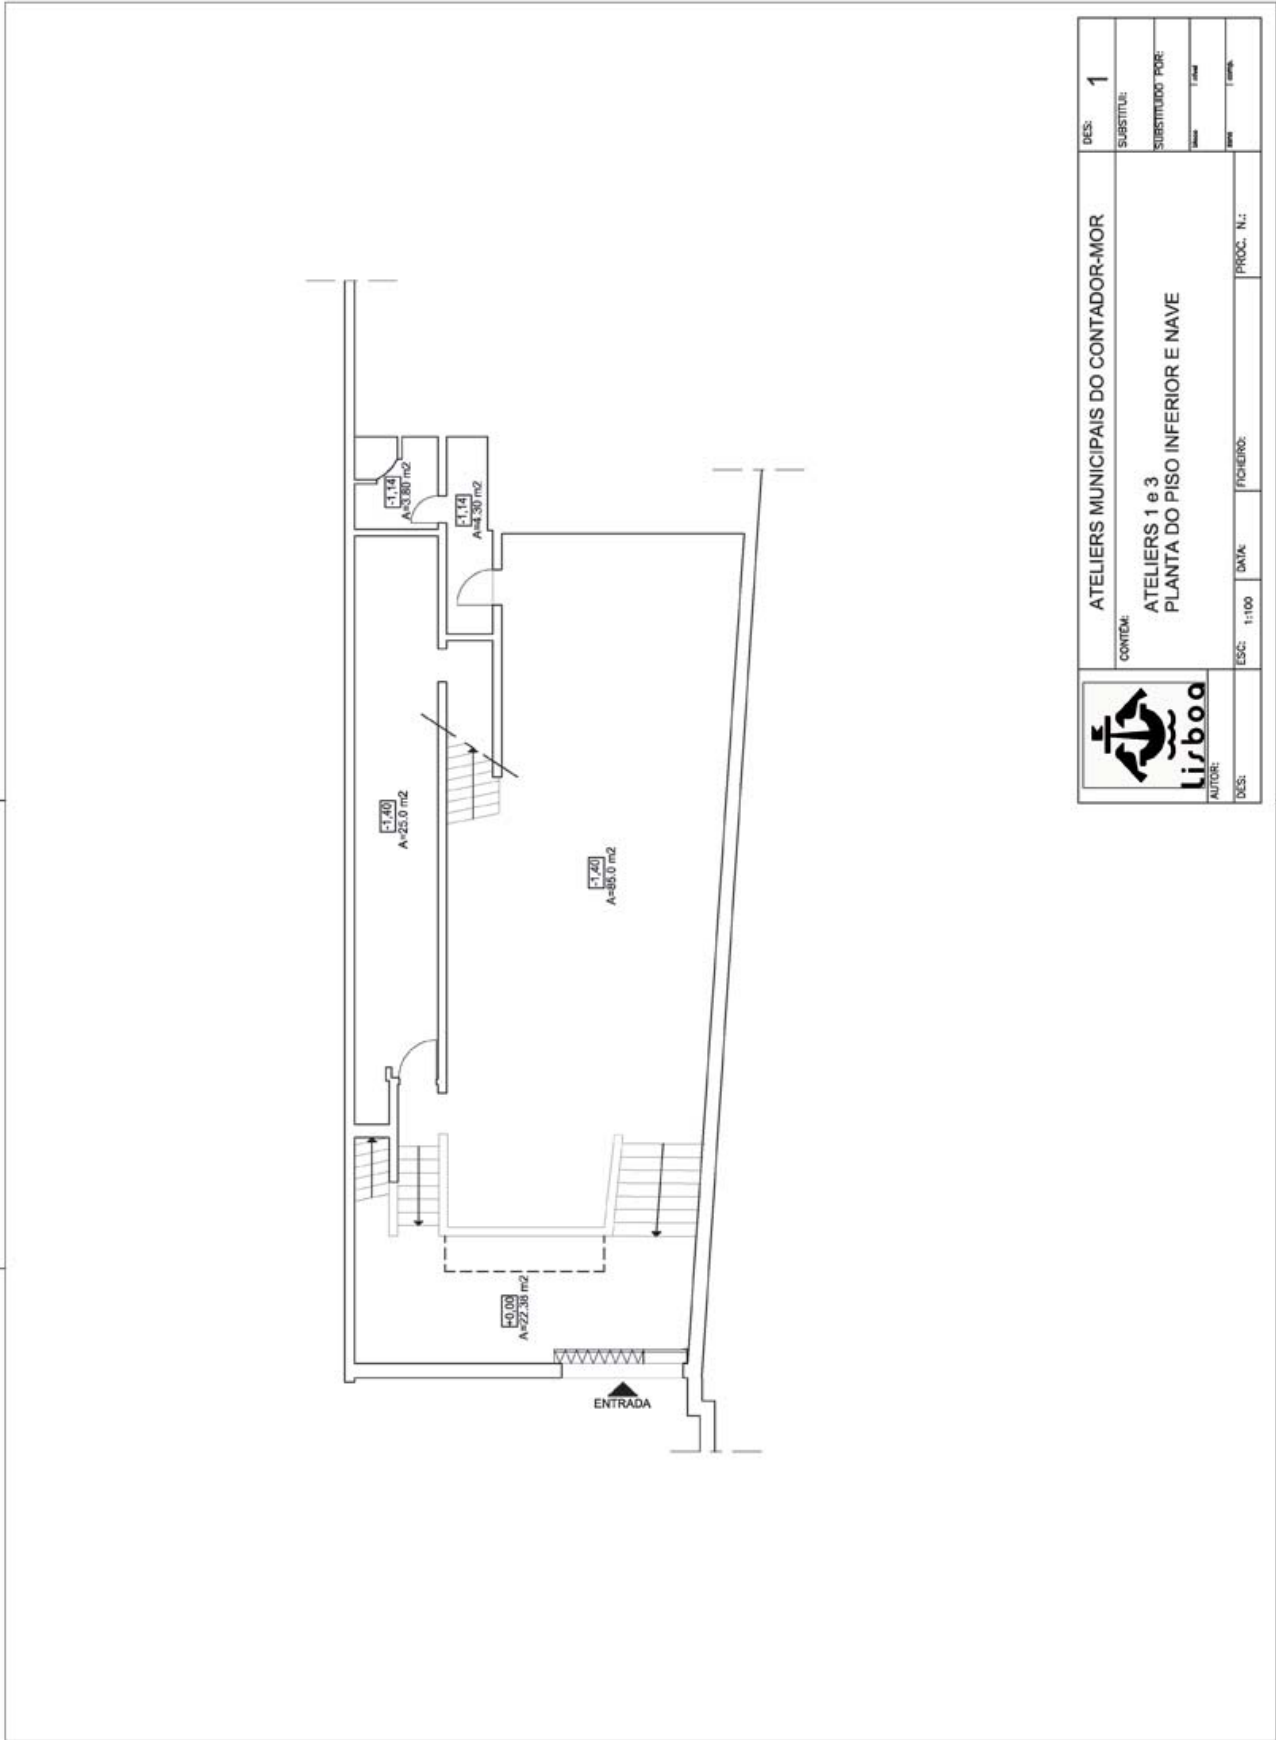 -1,14
A=3.80 m2
-1,14
A=4.30 m2
-1,40
A=25.0 m2
-1,40
A=85.0 m2
+0,00
A=22.38 m2
ENTRADA
Lisboa
AUTOR:
DES:
ATELIERS MUNICIPAIS DO CONTADOR-MOR
CONTÉM:
ATELIERS 1 e 3
PLANTA DO PISO INFERIOR E NAVE
ESC: 1:100
DATA:
FICHEIRO:
PROC. N.:
DES: 1
SUBSTITUI:
SUBSTITUIDO POR: